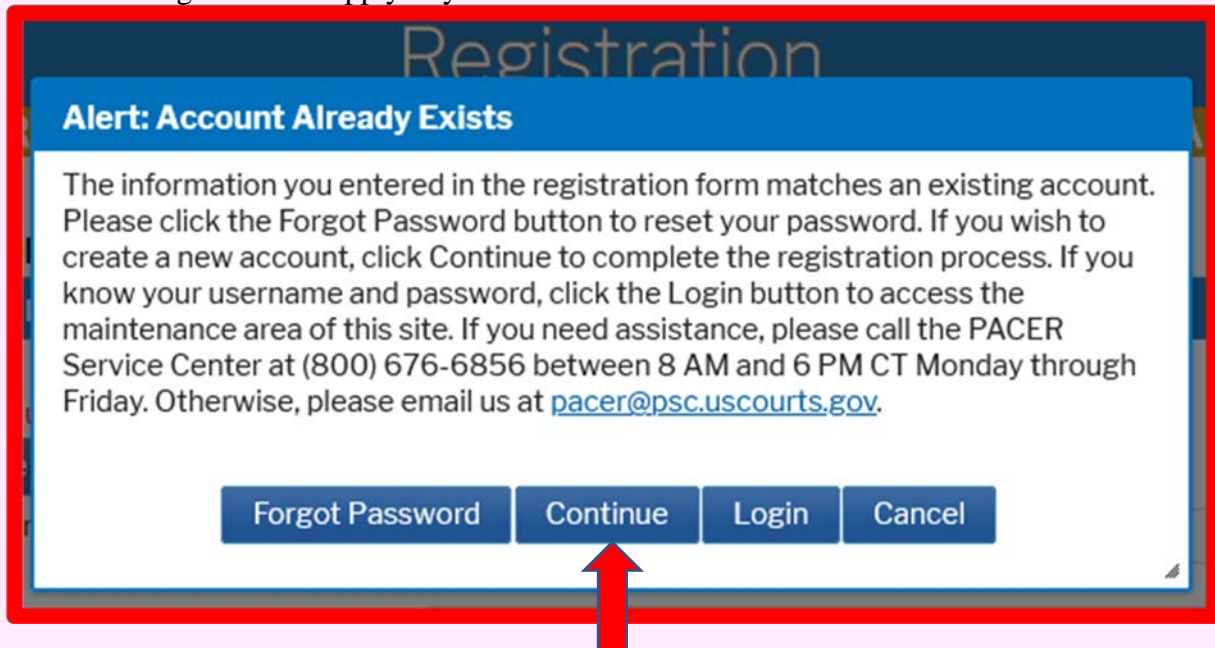 Registration
Alert: Account Already Exists
The information you entered in the registration form matches an existing account.
Please click the Forgot Password button to reset your password. If you wish to
create a new account, click Continue to complete the registration process. If you
know your username and password, click the Login button to access the
maintenance area of this site. If you need assistance, please call the PACER
Service Center at (800) 676-6856 between 8 AM and 6 PM CT Monday through
Friday. Otherwise, please email us at pacer@psc.uscourts.gov.
Forgot Password Continue Login Cancel